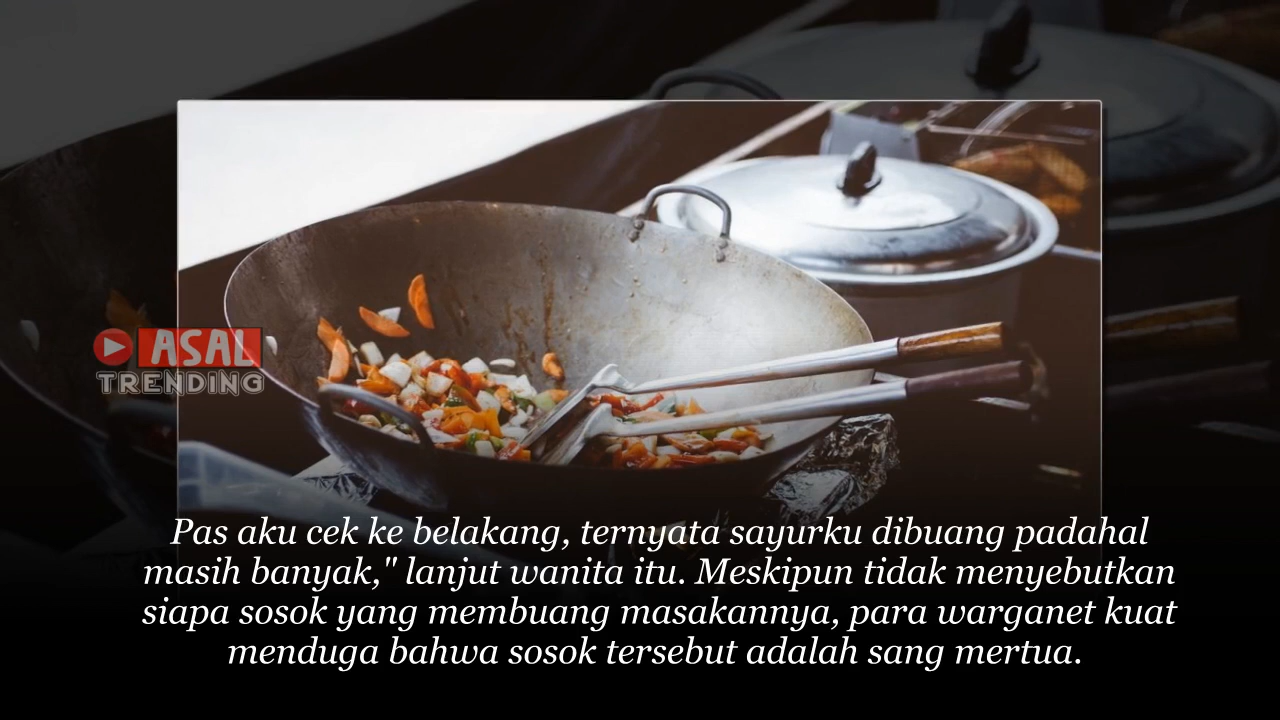 ASAL
TRENDING
Pas aku cek ke belakang, ternyata sayurku dibuang padahal
masih banyak," lanjut wanita itu. Meskipun tidak menyebutkan
siapa sosok yang membuang masakannya, para warganet kuat
menduga bahwa sosok tersebut adalah sang mertua.